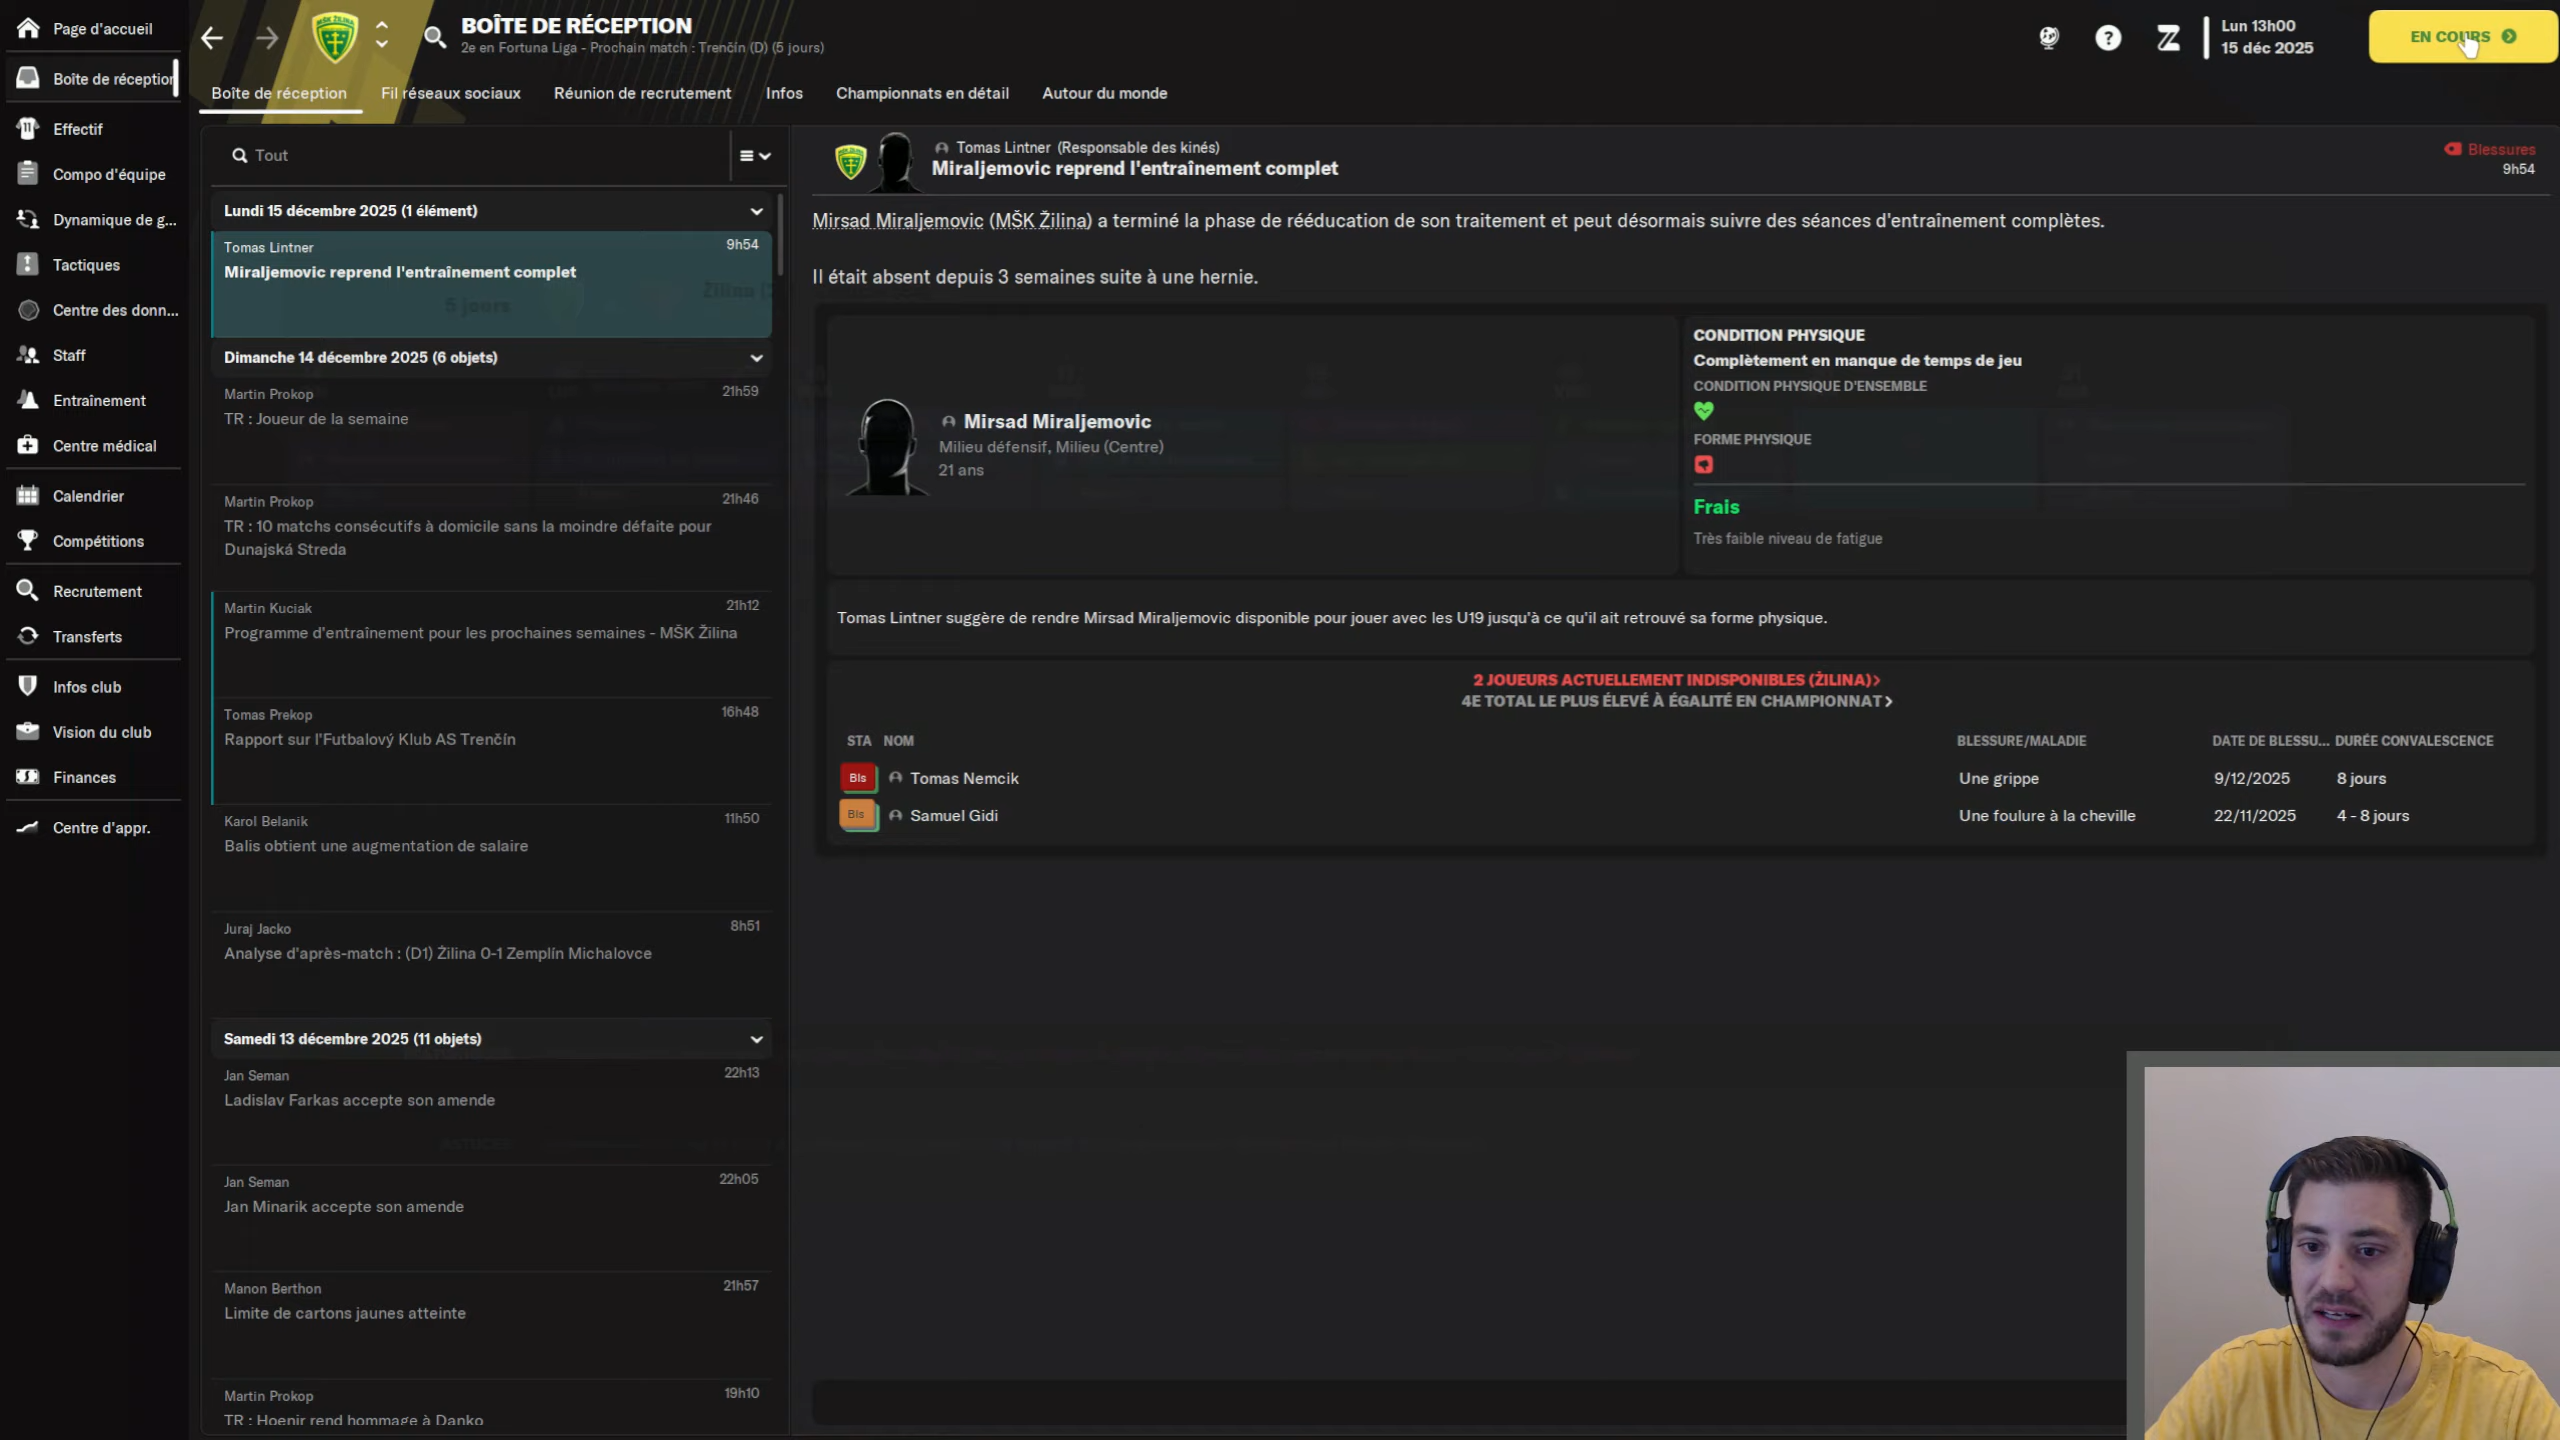 Page d'accueil
Boîte de réception
Effectif
Compo d'équipe
Dynamique de g...
Tactiques
Centre des donn...
Staff
Entraînement
Centre médical
Calendrier
Compétitions
Recrutement
Transferts
Infos club
Vision du club
Finances
Centre d'appr.
MŠK ŽILINA
BOÎTE DE RÉCEPTION
2e en Fortuna Liga - Prochain match : Trenčín (D) (5 jours)
Lun 13h00
15 déc 2025
EN COURS
Boîte de réception
Fil réseaux sociaux
Réunion de recrutement
Infos
Championnats en détail
Autour du monde
Tout
Lundi 15 décembre 2025 (1 élément)
Tomas Lintner
9h54
Miraljemovic reprend l'entraînement complet
5 jours
Dimanche 14 décembre 2025 (6 objets)
Martin Prokop
21h59
TR : Joueur de la semaine
Martin Prokop
21h46
TR : 10 matchs consécutifs à domicile sans la moindre défaite pour
Dunajská Streda
Martin Kuciak
21h12
Programme d'entraînement pour les prochaines semaines - MŠK Žilina
Tomas Prekop
16h48
Rapport sur l'Futbalový Klub AS Trenčín
Karol Belanik
11h50
Balis obtient une augmentation de salaire
Juraj Jacko
8h51
Analyse d'après-match : (D1) Žilina 0-1 Zemplín Michalovce
Samedi 13 décembre 2025 (11 objets)
Jan Seman
22h13
Ladislav Farkas accepte son amende
Jan Seman
22h05
Jan Minarik accepte son amende
Manon Berthon
21h57
Limite de cartons jaunes atteinte
Martin Prokop
19h10
TR : Hoenir rend hommage à Danko
Tomas Lintner (Responsable des kinés)
Miraljemovic reprend l'entraînement complet
Blessures
9h54
Mirsad Miraljemovic (MŠK Žilina) a terminé la phase de rééducation de son traitement et peut désormais suivre des séances d'entraînement complètes.
Il était absent depuis 3 semaines suite à une hernie.
Mirsad Miraljemovic
Milieu défensif, Milieu (Centre)
21 ans
CONDITION PHYSIQUE
Complètement en manque de temps de jeu
CONDITION PHYSIQUE D'ENSEMBLE
FORME PHYSIQUE
Frais
Très faible niveau de fatigue
Tomas Lintner suggère de rendre Mirsad Miraljemovic disponible pour jouer avec les U19 jusqu'à ce qu'il ait retrouvé sa forme physique.
2 JOUEURS ACTUELLEMENT INDISPONIBLES (ŽILINA)>
4E TOTAL LE PLUS ÉLEVÉ À ÉGALITÉ EN CHAMPIONNAT>
STA NOM BLESSURE/MALADIE DATE DE BLESSU... DURÉE CONVALESCENCE
Bls Tomas Nemcik Une grippe 9/12/2025 8 jours
Bls Samuel Gidi Une foulure à la cheville 22/11/2025 4 - 8 jours